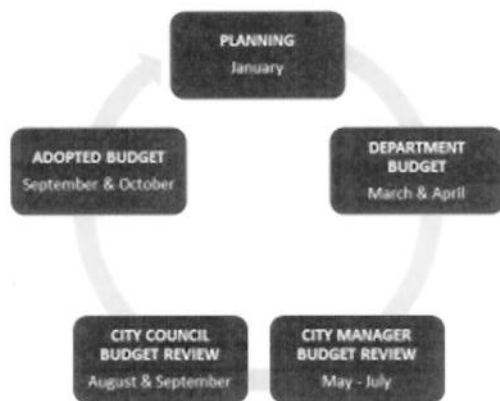 PLANNING
January
DEPARTMENT
BUDGET
March & April
CITY MANAGER
BUDGET REVIEW
May - July
CITY COUNCIL
BUDGET REVIEW
August & September
ADOPTED BUDGET
September & October